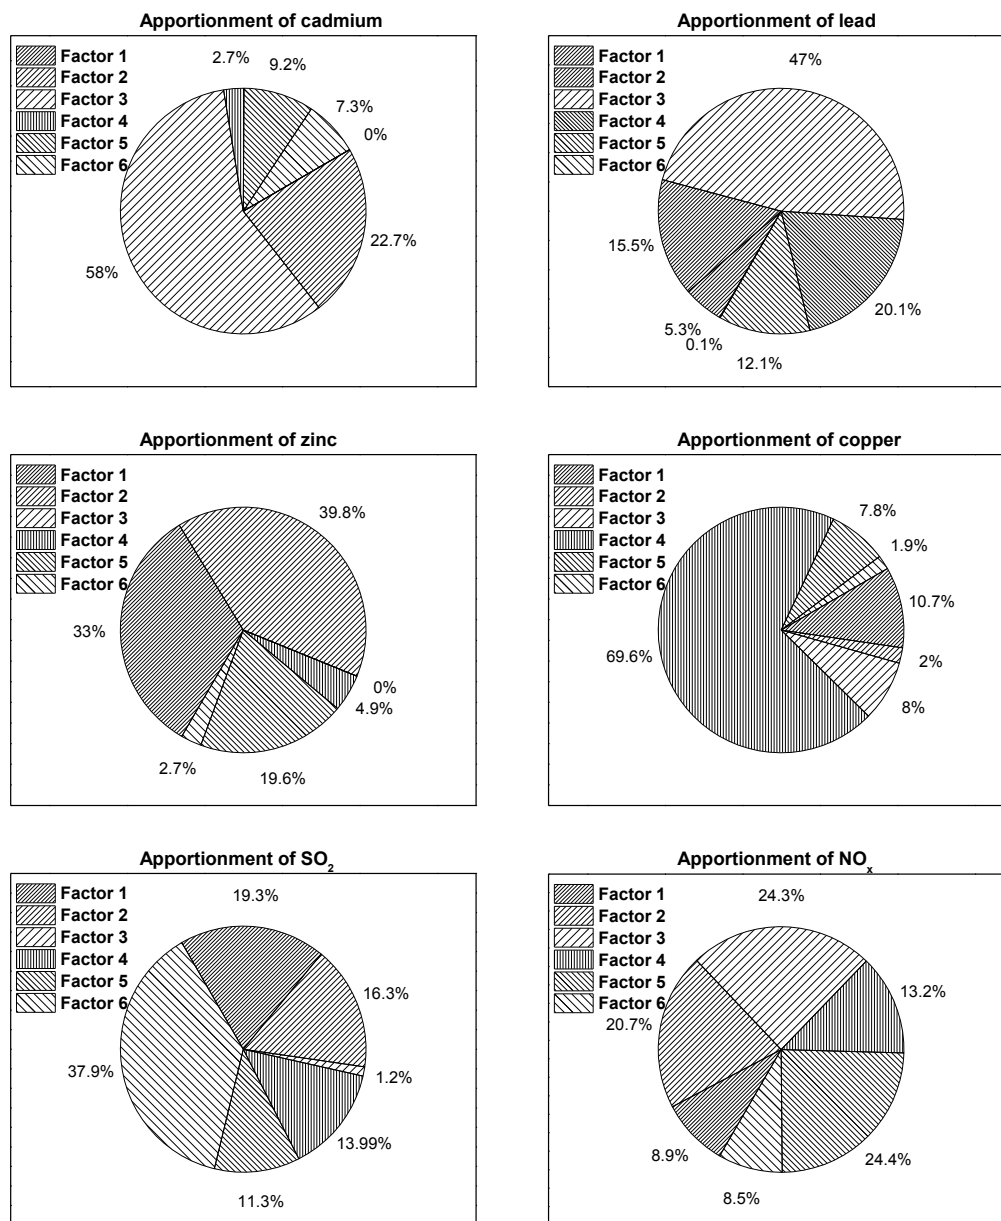 Apportionment of cadmium
Factor 1
Factor 2
Factor 3
Factor 4
Factor 5
Factor 6
2.7%
9.2%
7.3%
0%
22.7%
58%
Apportionment of lead
Factor 1
Factor 2
Factor 3
Factor 4
Factor 5
Factor 6
47%
15.5%
20.1%
5.3%
0.1%
12.1%
Apportionment of zinc
Factor 1
Factor 2
Factor 3
Factor 4
Factor 5
Factor 6
39.8%
33%
0%
4.9%
2.7%
19.6%
Apportionment of copper
Factor 1
Factor 2
Factor 3
Factor 4
Factor 5
Factor 6
7.8%
1.9%
10.7%
69.6%
2%
8%
Apportionment of SO₂
Factor 1
Factor 2
Factor 3
Factor 4
Factor 5
Factor 6
19.3%
16.3%
37.9%
1.2%
13.99%
11.3%
Apportionment of NOₓ
Factor 1
Factor 2
Factor 3
Factor 4
Factor 5
Factor 6
24.3%
13.2%
20.7%
8.9%
24.4%
8.5%